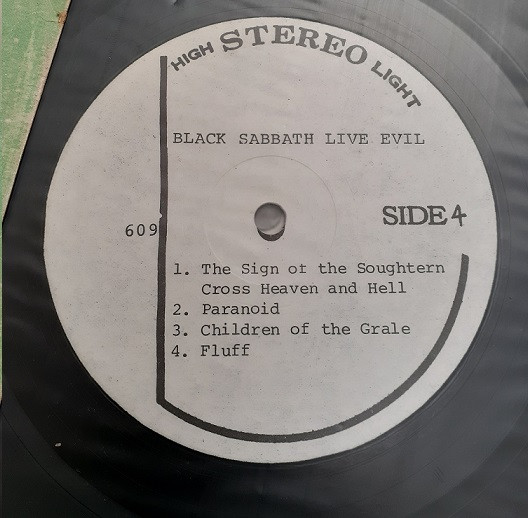 HIGH STEREO LIGHT
BLACK SABBATH LIVE EVIL
SIDE 4
609
1. The Sign of the Soughtern
Cross Heaven and Hell
2. Paranoid
3. Children of the Grale
4. Fluff